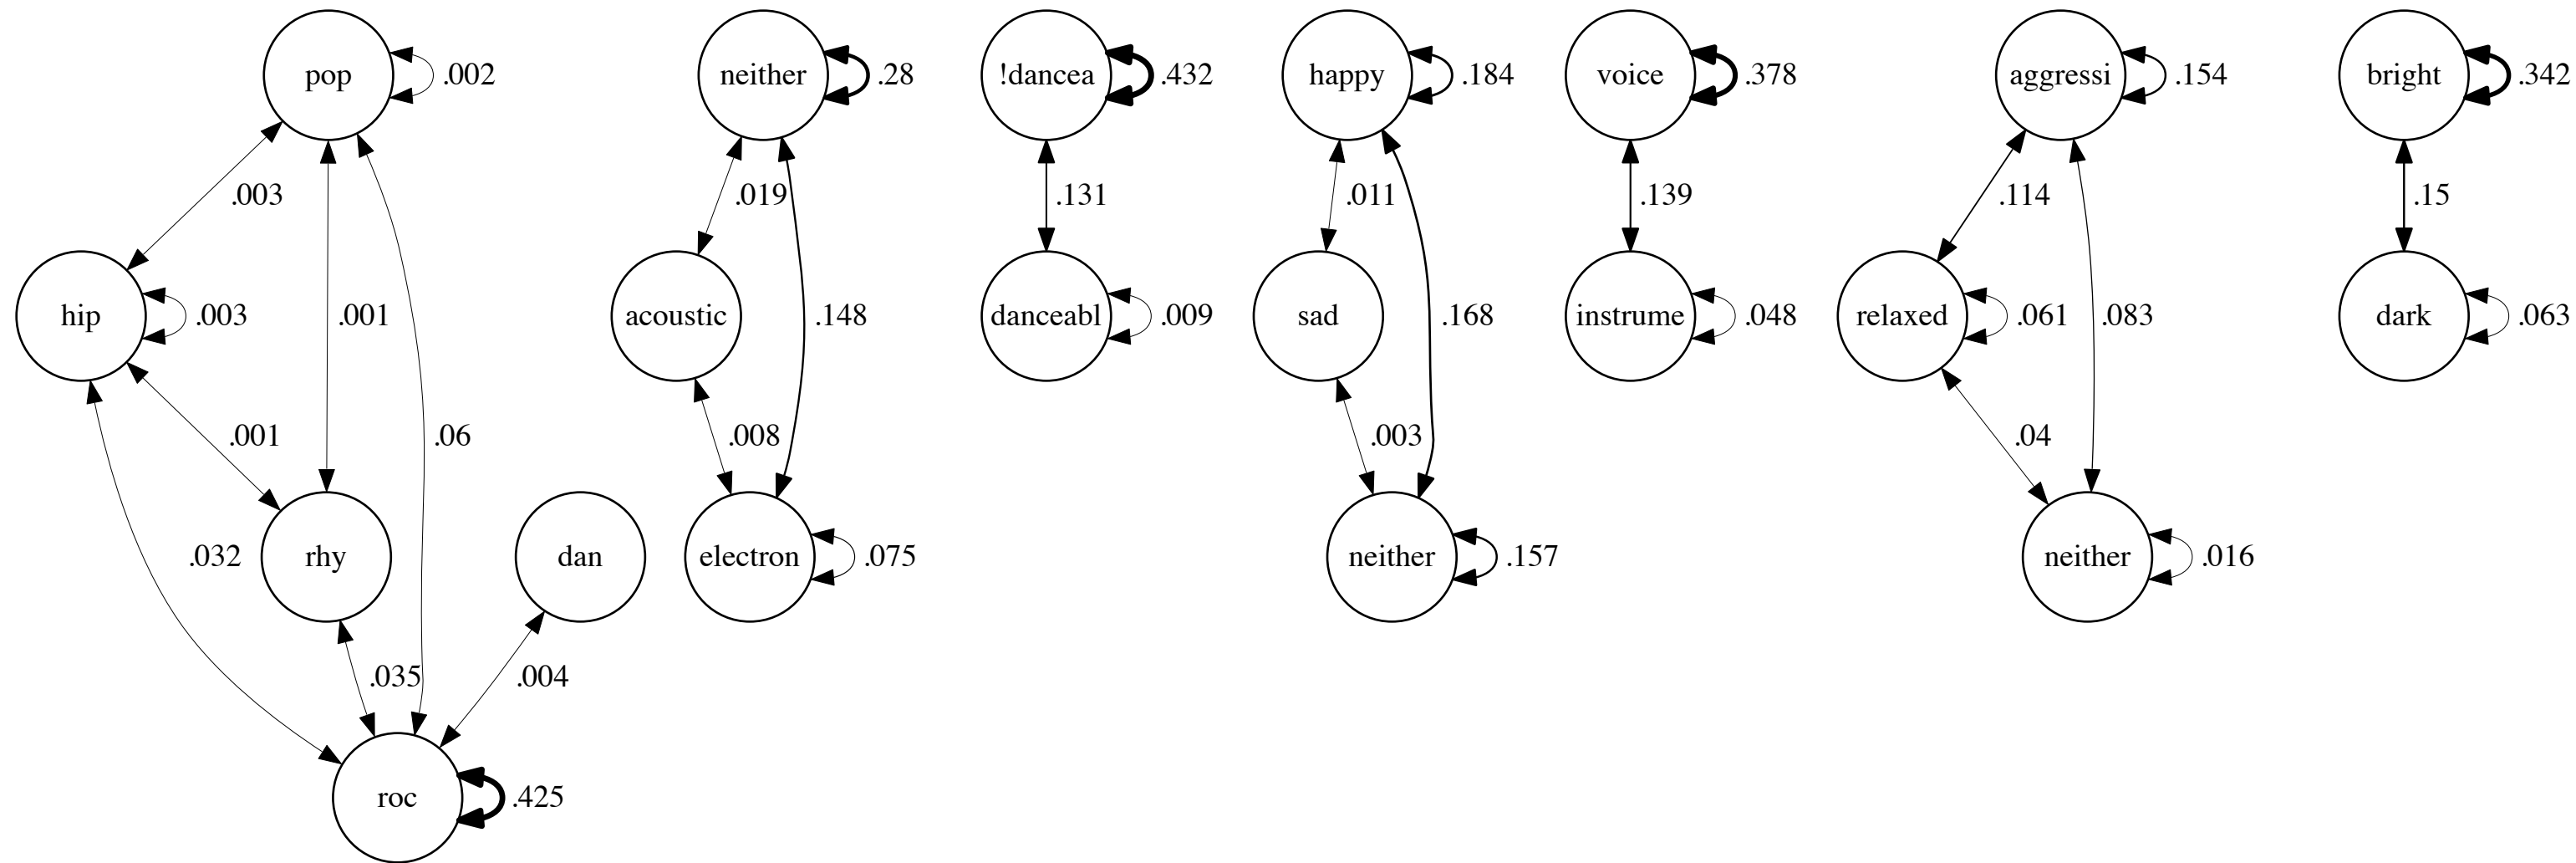 pop .002 neither .28 !dancea .432 happy .184 voice .378 aggressi .154 bright .342
.003 .019 .131 .011 .139 .114 .15
hip .003 .001 acoustic .148 danceabl .009 sad .168 instrume .048 relaxed .061 .083 dark .063
.001 .06 .008 .003 .04
.032 rhy dan electron .075 neither .157 neither .016
.035 .004
roc .425